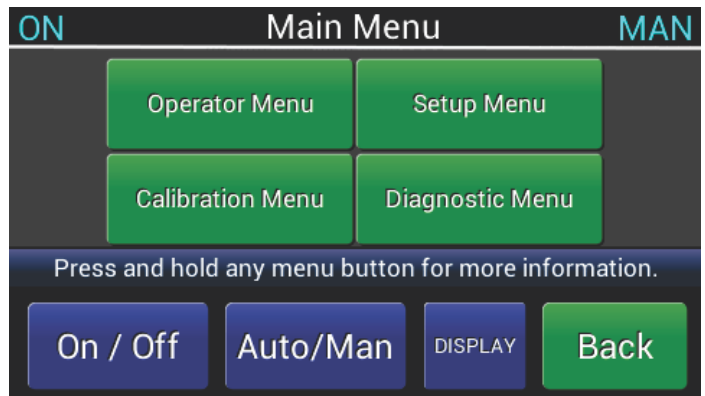 ON Main Menu MAN
Operator Menu Setup Menu
Calibration Menu Diagnostic Menu
Press and hold any menu button for more information.
On / Off Auto/Man DISPLAY Back